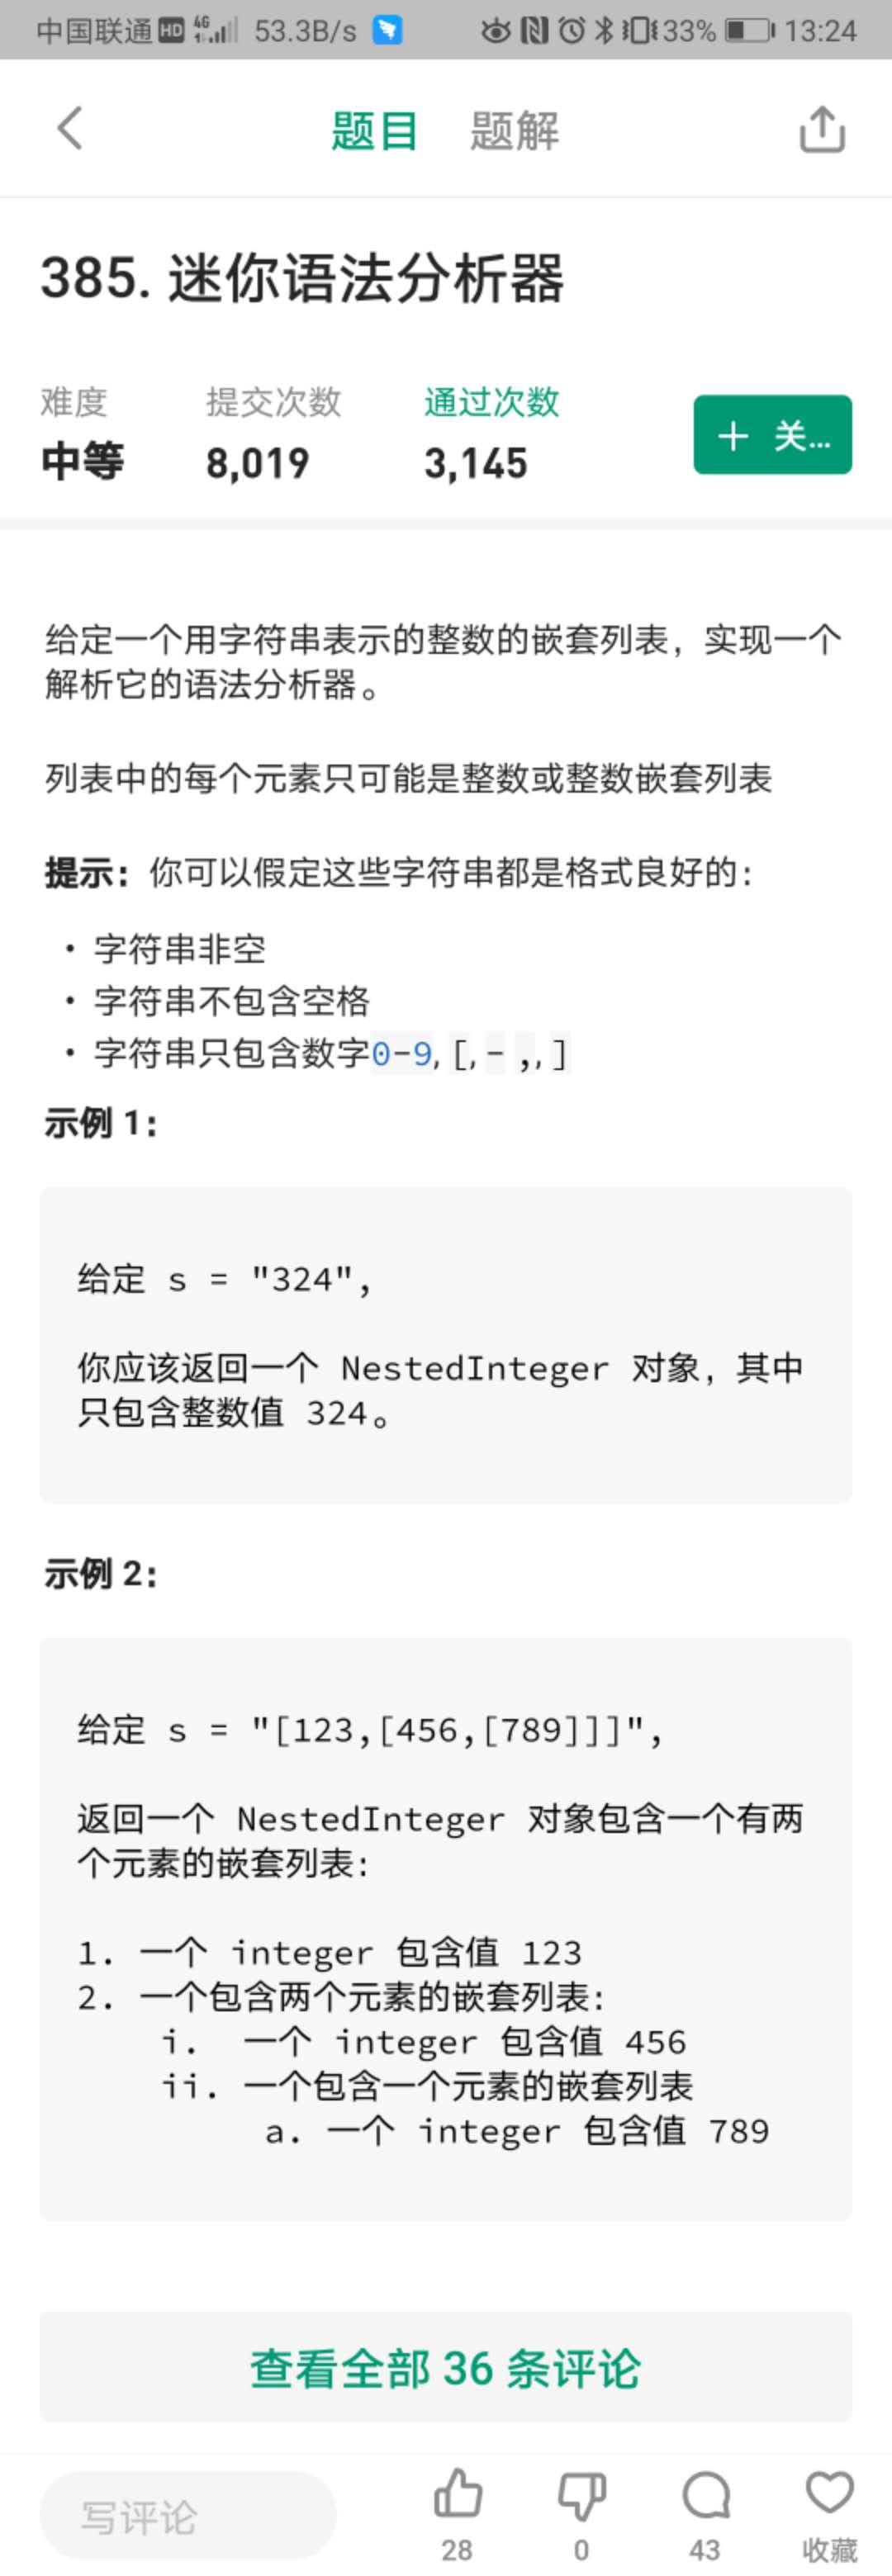 中国联通 HD 4G 53.3B/s 33% 13:24
题目 题解
385. 迷你语法分析器
难度 提交次数 通过次数
中等 8,019 3,145
+ 关...
给定一个用字符串表示的整数的嵌套列表，实现一个
解析它的语法分析器。
列表中的每个元素只可能是整数或整数嵌套列表
提示：你可以假定这些字符串都是格式良好的：
• 字符串非空
• 字符串不包含空格
• 字符串只包含数字0-9, [, - ,, ]
示例 1：
给定 s = "324",
你应该返回一个 NestedInteger 对象，其中
只包含整数值 324。
示例 2：
给定 s = "[123,[456,[789]]]",
返回一个 NestedInteger 对象包含一个有两
个元素的嵌套列表:
1. 一个 integer 包含值 123
2. 一个包含两个元素的嵌套列表:
i. 一个 integer 包含值 456
ii. 一个包含一个元素的嵌套列表
a. 一个 integer 包含值 789
查看全部 36 条评论
写评论
28 0 43 收藏